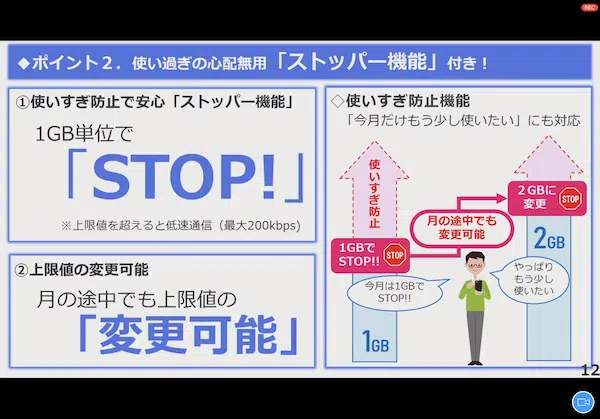 REC
◆ポイント２．使い過ぎの心配無用「ストッパー機能」付き！
①使いすぎ防止で安心「ストッパー機能」
1GB単位で
「STOP!」
※上限値を超えると低速通信（最大200kbps)
②上限値の変更可能
月の途中でも上限値の
「変更可能」
◇使いすぎ防止機能
「今月だけもう少し使いたい」にも対応
使いすぎ防止
２GBに
変更
STOP
月の途中でも
変更可能
1GBで
STOP!!
STOP
2GB
今月は1GBで
STOP!!
やっぱり
もう少し
使いたい
1GB
12